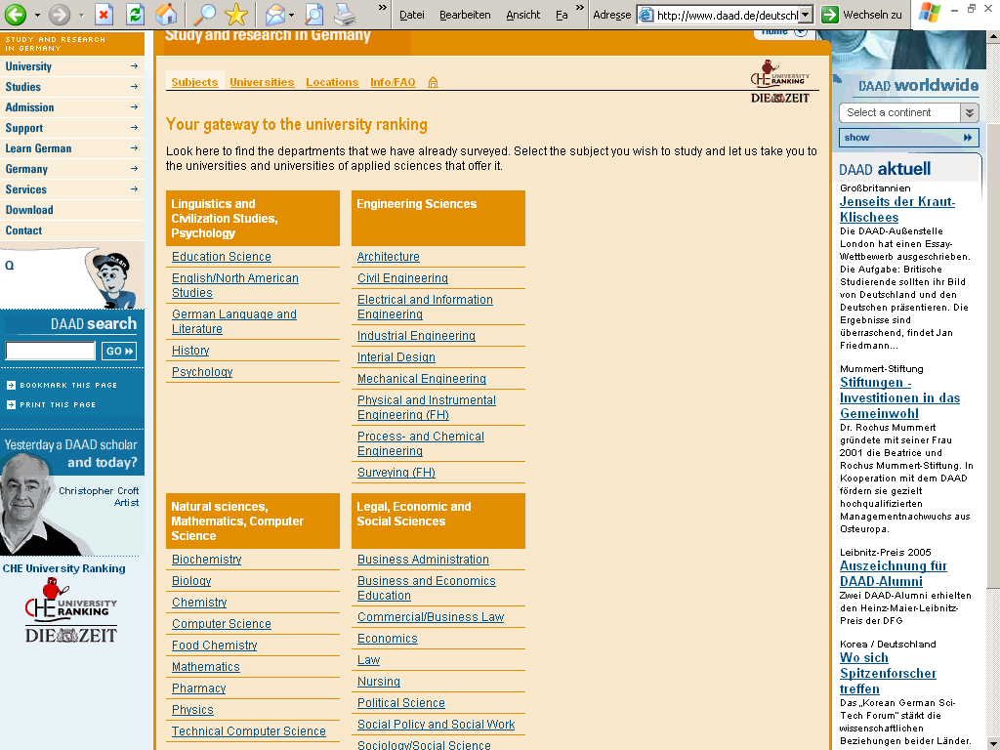 Datei Bearbeiten Ansicht Fa
Adresse http://www.daad.de/deutschl Wechseln zu
STUDY AND RESEARCH
IN GERMANY
University
Studies
Admission
Support
Learn German
Germany
Services
Download
Contact
Q
DAAD search
GO
BOOKMARK THIS PAGE
PRINT THIS PAGE
Yesterday a DAAD scholar
and today?
Christopher Croft
Artist
CHE University Ranking
CHE UNIVERSITY
RANKING
DIE ZEIT
Study and research in Germany
Home
Subjects Universities Locations Info/FAQ
CHE UNIVERSITY
RANKING
DIE ZEIT
Your gateway to the university ranking
Look here to find the departments that we have already surveyed. Select the subject you wish to study and let us take you to
the universities and universities of applied sciences that offer it.
Linguistics and
Civilization Studies,
Psychology
Education Science
English/North American
Studies
German Language and
Literature
History
Psychology
Engineering Sciences
Architecture
Civil Engineering
Electrical and Information
Engineering
Industrial Engineering
Interial Design
Mechanical Engineering
Physical and Instrumental
Engineering (FH)
Process- and Chemical
Engineering
Surveying (FH)
Natural sciences,
Mathematics, Computer
Science
Biochemistry
Biology
Chemistry
Computer Science
Food Chemistry
Mathematics
Pharmacy
Physics
Technical Computer Science
Legal, Economic and
Social Sciences
Business Administration
Business and Economics
Education
Commercial/Business Law
Economics
Law
Nursing
Political Science
Social Policy and Social Work
Sociology/Social Science
DAAD worldwide
Select a continent
show
DAAD aktuell
Großbritannien
Jenseits der Kraut-
Klischees
Die DAAD-Außenstelle
London hat einen Essay-
Wettbewerb ausgeschrieben.
Die Aufgabe: Britische
Studierende sollten ihr Bild
von Deutschland und den
Deutschen präsentieren. Die
Ergebnisse sind
überraschend, findet Jan
Friedmann...
Mummert-Stiftung
Stiftungen -
Investitionen in das
Gemeinwohl
Dr. Rochus Mummert
gründete mit seiner Frau
2001 die Beatrice und
Rochus Mummert-Stiftung. In
Kooperation mit dem DAAD
fördern sie gezielt
hochqualifizierten
Managementnachwuchs aus
Osteuropa.
Leibnitz-Preis 2005
Auszeichnung für
DAAD-Alumni
Zwei DAAD-Alumni erhielten
den Heinz-Maier-Leibnitz-
Preis der DFG
Korea / Deutschland
Wo sich
Spitzenforscher
treffen
Das „Korean German Sci-
Tech Forum" stärkt die
wissenschaftlichen
Beziehungen beider Länder.